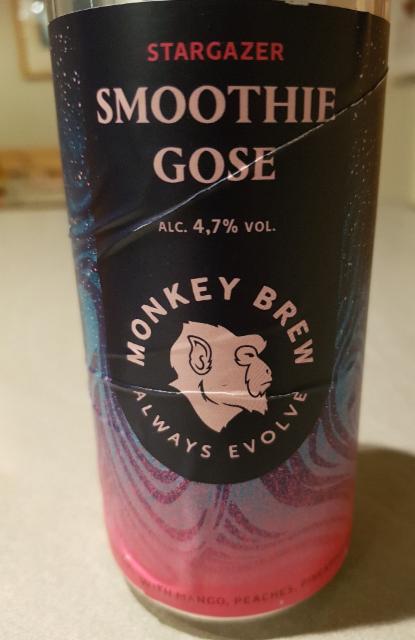 STARGAZER
SMOOTHIE
GOSE
ALC. 4,7% VOL.
MONKEY BREW
ALWAYS EVOLVE
WITH MANGO, PEACHES,